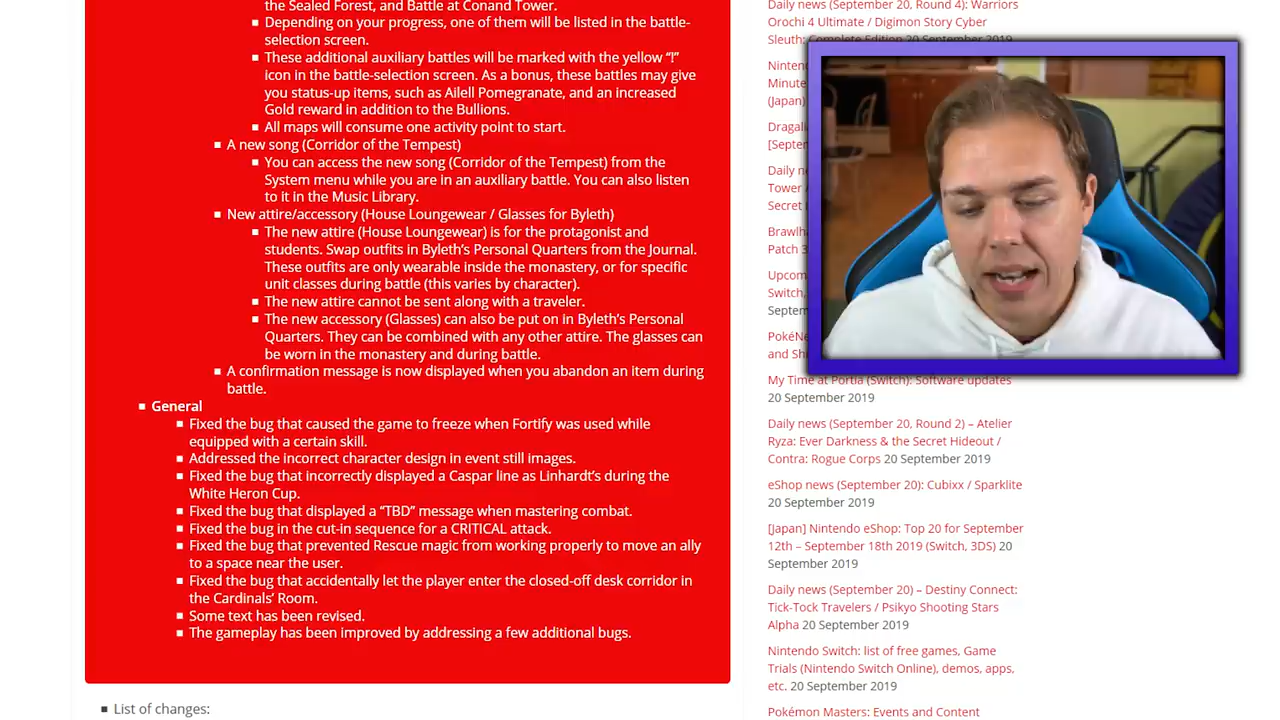 the Sealed Forest, and Battle at Conand Tower.
■ Depending on your progress, one of them will be listed in the battle-
selection screen.
■ These additional auxiliary battles will be marked with the yellow “!”
icon in the battle-selection screen. As a bonus, these battles may give
you status-up items, such as Ailell Pomegranate, and an increased
Gold reward in addition to the Bullions.
■ All maps will consume one activity point to start.
■ A new song (Corridor of the Tempest)
■ You can access the new song (Corridor of the Tempest) from the
System menu while you are in an auxiliary battle. You can also listen
to it in the Music Library.
■ New attire/accessory (House Loungewear / Glasses for Byleth)
■ The new attire (House Loungewear) is for the protagonist and
students. Swap outfits in Byleth’s Personal Quarters from the Journal.
These outfits are only wearable inside the monastery, or for specific
unit classes during battle (this varies by character).
■ The new attire cannot be sent along with a traveler.
■ The new accessory (Glasses) can also be put on in Byleth’s Personal
Quarters. They can be combined with any other attire. The glasses can
be worn in the monastery and during battle.
■ A confirmation message is now displayed when you abandon an item during
battle.
■ General
■ Fixed the bug that caused the game to freeze when Fortify was used while
equipped with a certain skill.
■ Addressed the incorrect character design in event still images.
■ Fixed the bug that incorrectly displayed a Caspar line as Linhardt’s during the
White Heron Cup.
■ Fixed the bug that displayed a “TBD” message when mastering combat.
■ Fixed the bug in the cut-in sequence for a CRITICAL attack.
■ Fixed the bug that prevented Rescue magic from working properly to move an ally
to a space near the user.
■ Fixed the bug that accidentally let the player enter the closed-off desk corridor in
the Cardinals’ Room.
■ Some text has been revised.
■ The gameplay has been improved by addressing a few additional bugs.
■ List of changes:
Daily news (September 20, Round 4): Warriors
Orochi 4 Ultimate / Digimon Story Cyber
Sleuth: Complete Edition 20 September 2019
Ninten
Minute
(Japan)
Dragali
[Septe
Daily n
Tower
Secret
Brawlha
Patch 3
Upcom
Switch,
Septem
PokéNe
and Sh
My Time at Portia (Switch): Software updates
20 September 2019
Daily news (September 20, Round 2) – Atelier
Ryza: Ever Darkness & the Secret Hideout /
Contra: Rogue Corps 20 September 2019
eShop news (September 20): Cubixx / Sparklite
20 September 2019
[Japan] Nintendo eShop: Top 20 for September
12th – September 18th 2019 (Switch, 3DS) 20
September 2019
Daily news (September 20) – Destiny Connect:
Tick-Tock Travelers / Psikyo Shooting Stars
Alpha 20 September 2019
Nintendo Switch: list of free games, Game
Trials (Nintendo Switch Online), demos, apps,
etc. 20 September 2019
Pokémon Masters: Events and Content